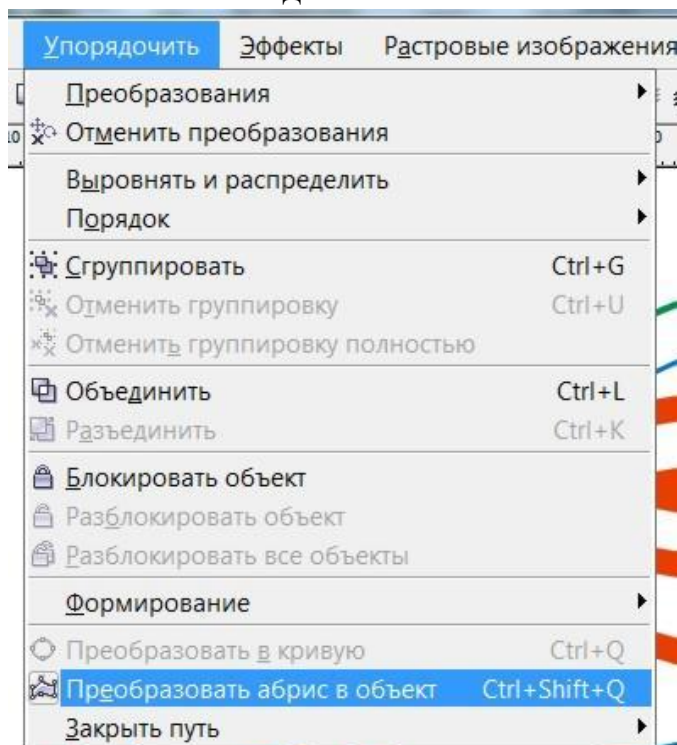 Упорядочить Эффекты Растровые изображения
Преобразования
Отменить преобразования
Выровнять и распределить
Порядок
Сгруппировать Ctrl+G
Отменить группировку Ctrl+U
Отменить группировку полностью
Объединить Ctrl+L
Разъединить Ctrl+K
Блокировать объект
Разблокировать объект
Разблокировать все объекты
Формирование
Преобразовать в кривую Ctrl+Q
Преобразовать абрис в объект Ctrl+Shift+Q
Закрыть путь